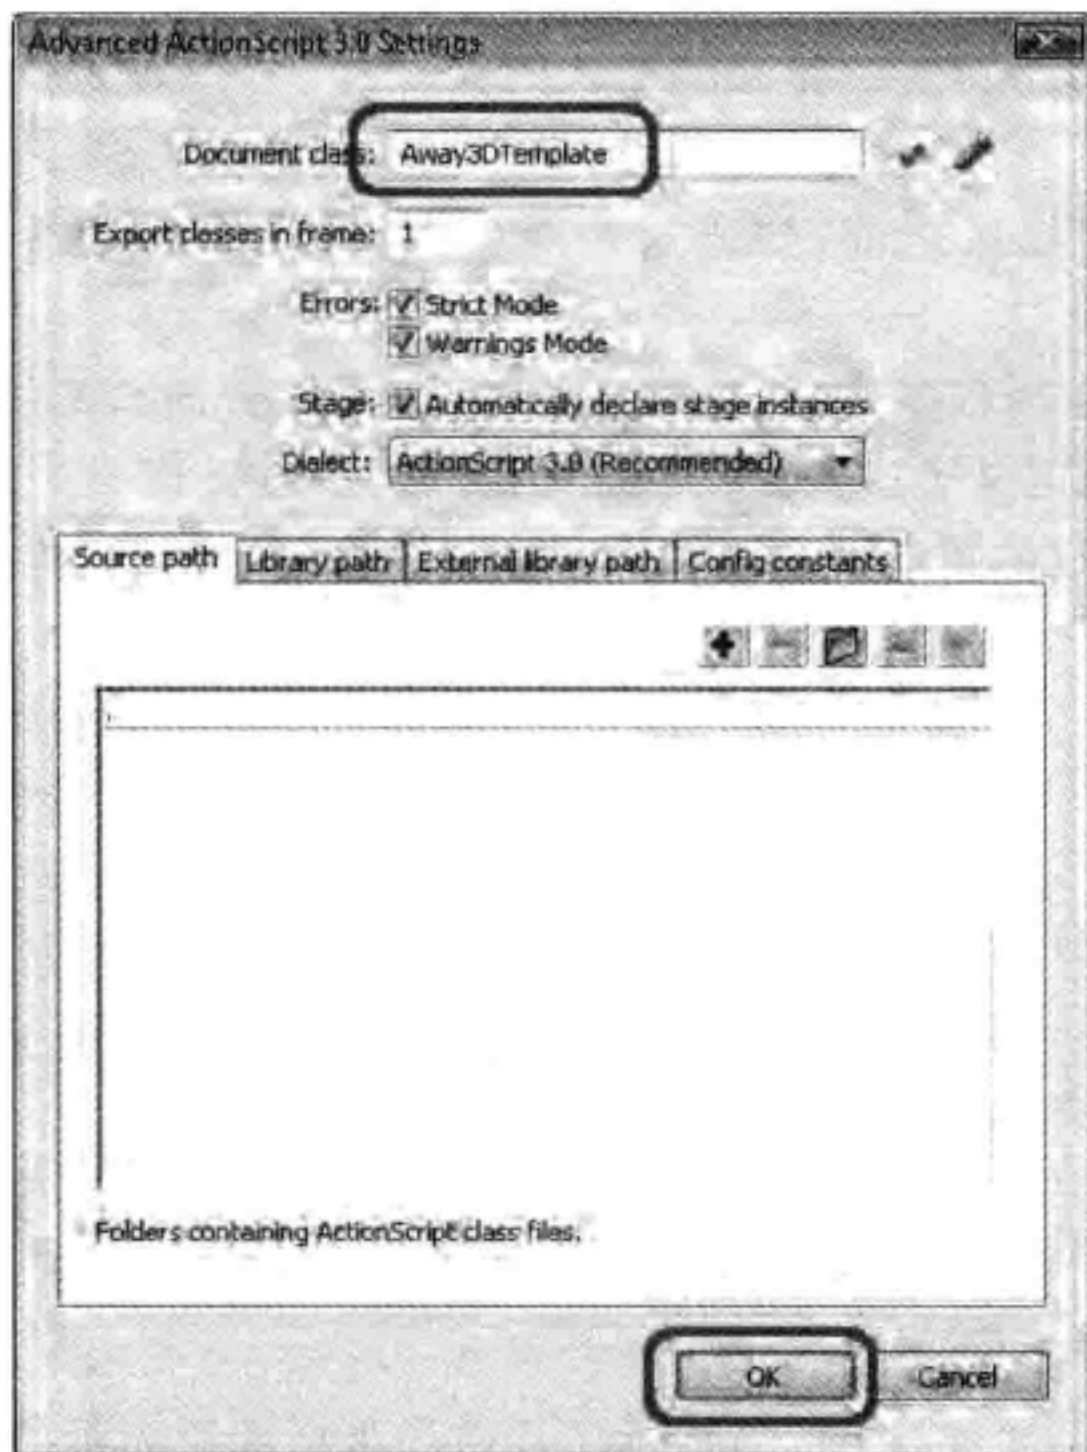 Advanced ActionScript 3.0 Settings
Document class: Away3DTemplate
Export classes in frame: 1
Errors: Strict Mode
Warnings Mode
Stage: Automatically declare stage instances
Dialect: ActionScript 3.0 (Recommended)
Source path Library path External library path Config constants
.
Folders containing ActionScript class files.
OK Cancel